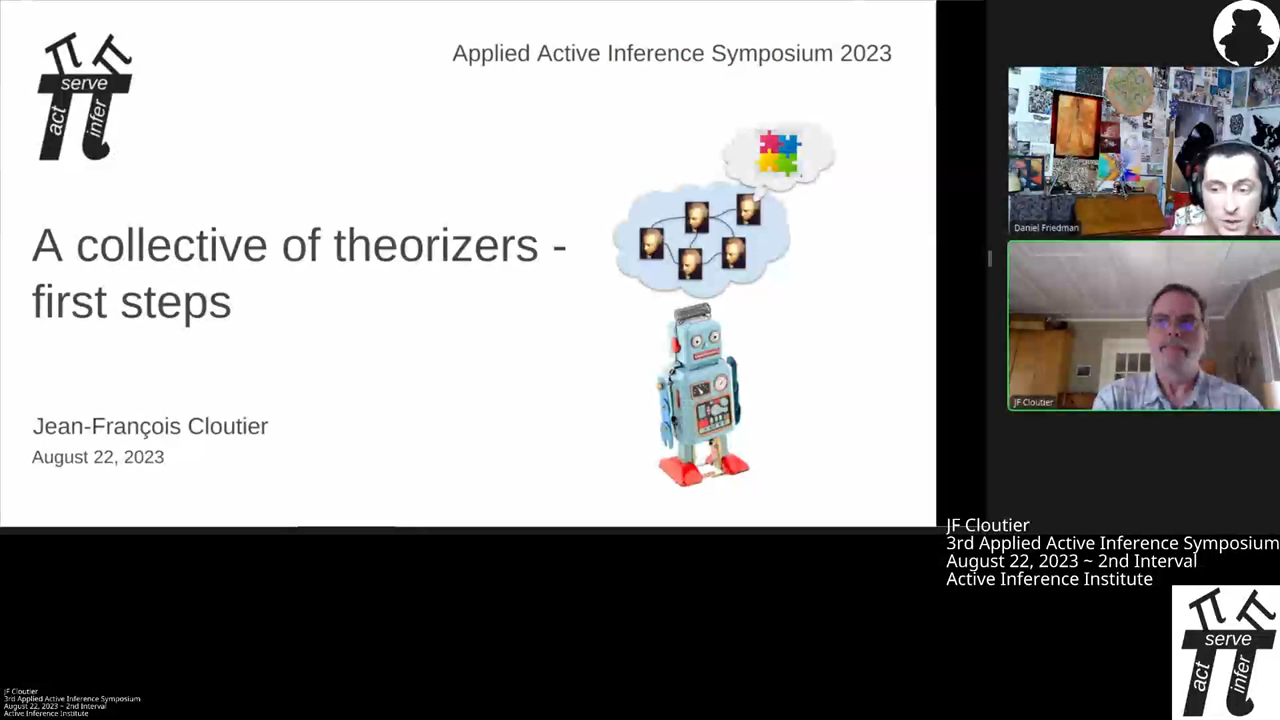 Applied Active Inference Symposium 2023
serve
act
infer
A collective of theorizers -
first steps
Jean-François Cloutier
August 22, 2023
Daniel Friedman
JF Cloutier
JF Cloutier
3rd Applied Active Inference Symposium
August 22, 2023 ~ 2nd Interval
Active Inference Institute
serve
act
infer
JF Cloutier
3rd Applied Active Inference Symposium
August 22, 2023 ~ 2nd Interval
Active Inference Institute